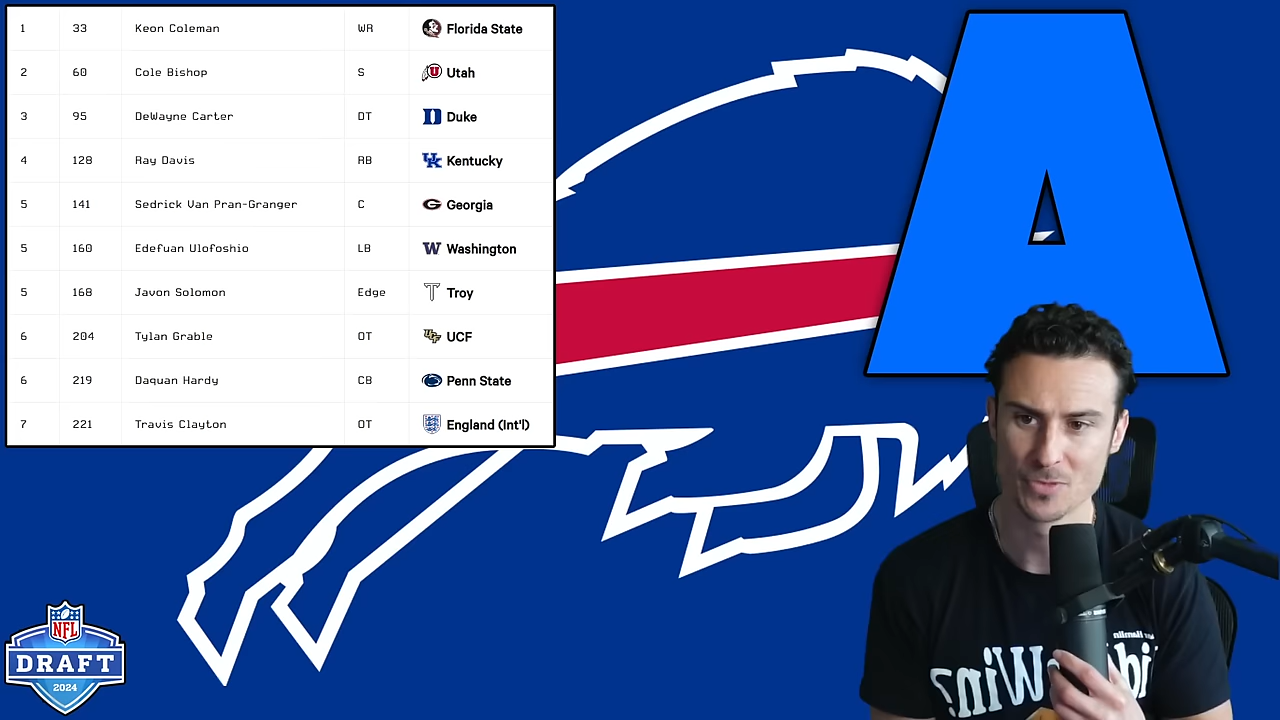 1 33 Keon Coleman WR Florida State
2 60 Cole Bishop S Utah
3 95 DeWayne Carter DT Duke
4 128 Ray Davis RB Kentucky
5 141 Sedrick Van Pran-Granger C Georgia
5 160 Edefuan Ulofoshio LB Washington
5 168 Javon Solomon Edge Troy
6 204 Tylan Grable OT UCF
6 219 Daquan Hardy CB Penn State
7 221 Travis Clayton OT England (Int'l)
A
NFL
DRAFT
2024
Hamlin
Win?